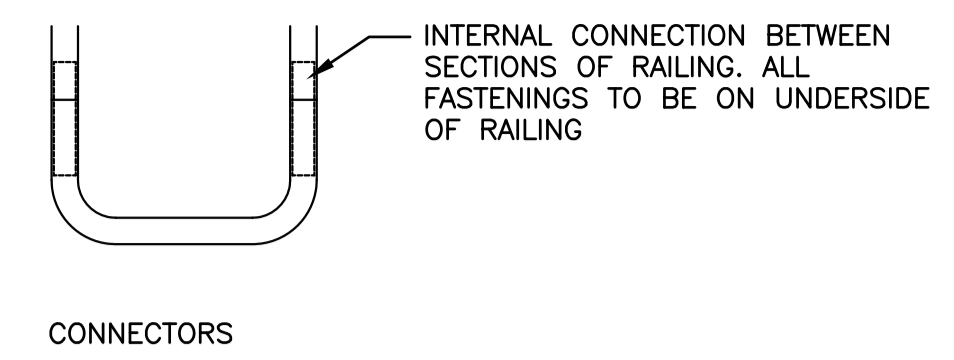 INTERNAL CONNECTION BETWEEN
SECTIONS OF RAILING. ALL
FASTENINGS TO BE ON UNDERSIDE
OF RAILING
CONNECTORS